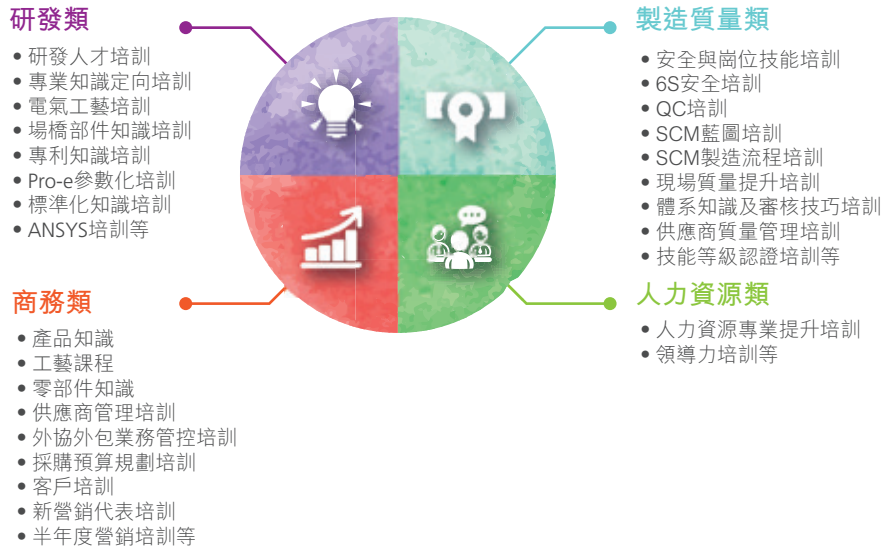 研發類
• 研發人才培訓
• 專業知識定向培訓
• 電氣工藝培訓
• 場橋部件知識培訓
• 專利知識培訓
• Pro-e參數化培訓
• 標準化知識培訓
• ANSYS培訓等
製造質量類
• 安全與崗位技能培訓
• 6S安全培訓
• QC培訓
• SCM藍圖培訓
• SCM製造流程培訓
• 現場質量提升培訓
• 體系知識及審核技巧培訓
• 供應商質量管理培訓
• 技能等級認證培訓等
商務類
• 產品知識
• 工藝課程
• 零部件知識
• 供應商管理培訓
• 外協外包業務管控培訓
• 採購預算規劃培訓
• 客戶培訓
• 新營銷代表培訓
• 半年度營銷培訓等
人力資源類
• 人力資源專業提升培訓
• 領導力培訓等